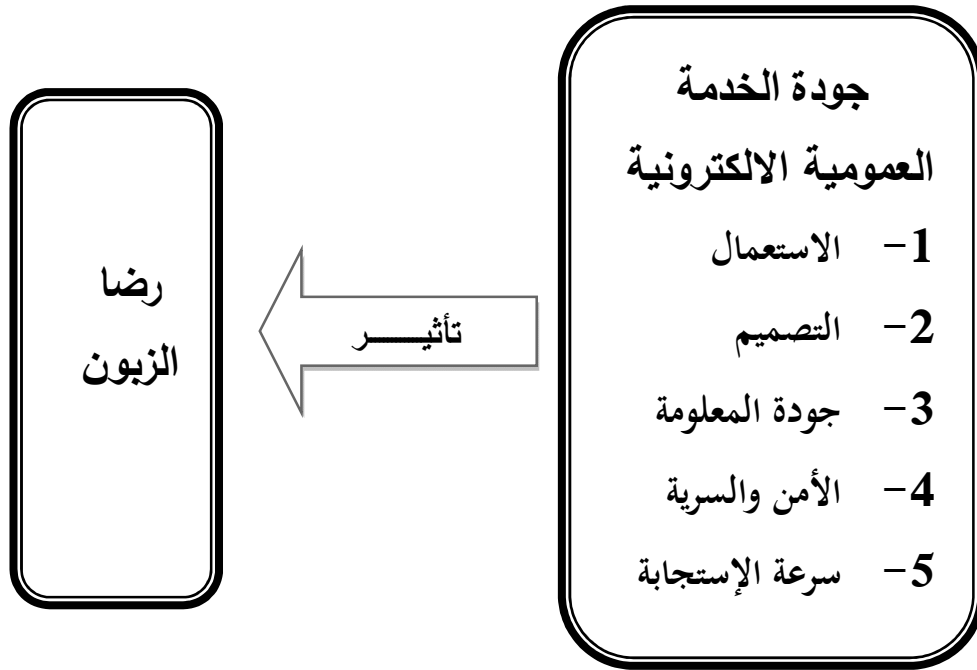 جودة الخدمة
العمومية الالكترونية
1- الاستعمال
2- التصميم
3- جودة المعلومة
4- الأمن والسرية
5- سرعة الإستجابة
تأثيـــــر
رضا
الزبون